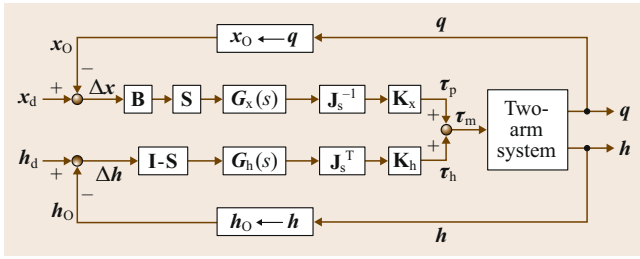 q
x_O ← q
x_O
−
+
Δx
x_d
B
S
G_x(s)
J_s^{-1}
K_x
τ_p
+
τ_m
Two-
arm
system
q
h
h_d
+
Δh
I-S
G_h(s)
J_s^T
K_h
+
τ_h
−
h_O
h_O ← h
h